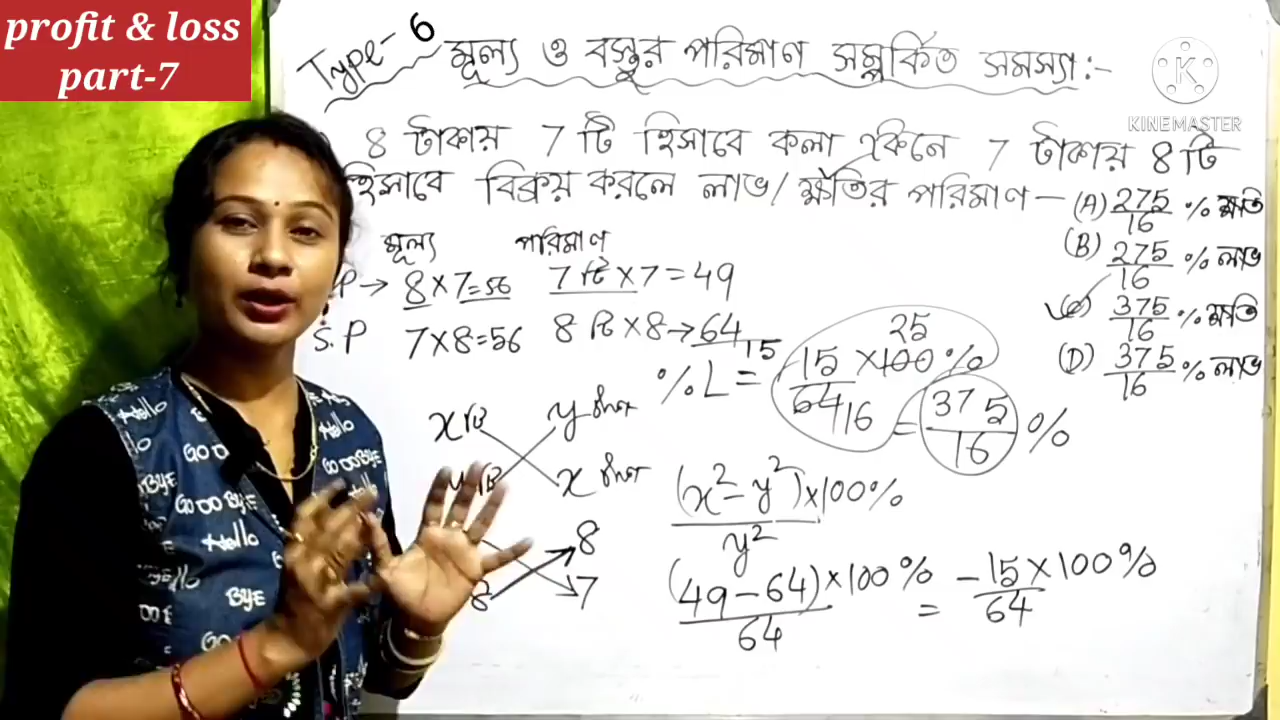 profit & loss
part-7
Type- 6 মূল্য ও বস্তুর পরিমাণ সম্পর্কিত সমস্যা:-
KINEMASTER
8 টাকায় 7 টি হিসাবে কলা কিনে 7 টাকায় 8 টি
হিসাবে বিক্রয় করলে লাভ/ ক্ষতির পরিমাণ —
(A) 275/16 % ক্ষতি
(B) 275/16 % লাভ
(C) 375/16 % ক্ষতি
(D) 375/16 % লাভ
মূল্য পরিমাণ
P → 8×7=56 7 টি ×7 = 49
S.P 7×8=56 8 টি ×8 → 64
15
% L = 15/64 16 ×100 25 %
= 375/16 %
x টি y টাকা
x টাকা
8
8 7
(x²-y²)×100%
y²
(49-64)×100% = -15×100%
64 64